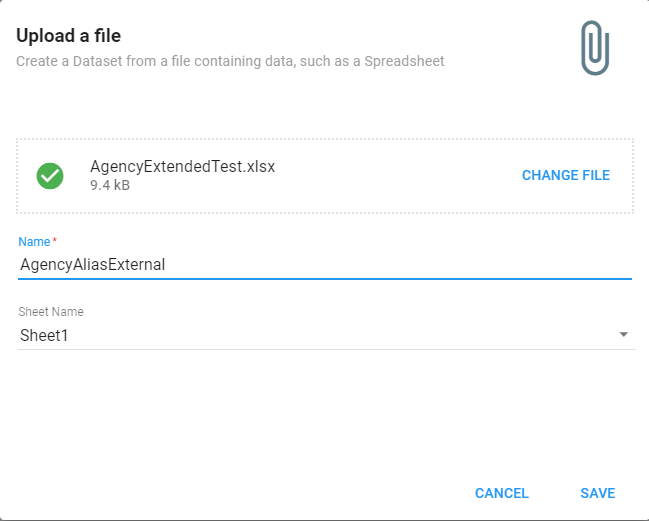 Upload a file
Create a Dataset from a file containing data, such as a Spreadsheet
AgencyExtendedTest.xlsx
9.4 kB
CHANGE FILE
Name *
AgencyAliasExternal
Sheet Name
Sheet1
CANCEL
SAVE